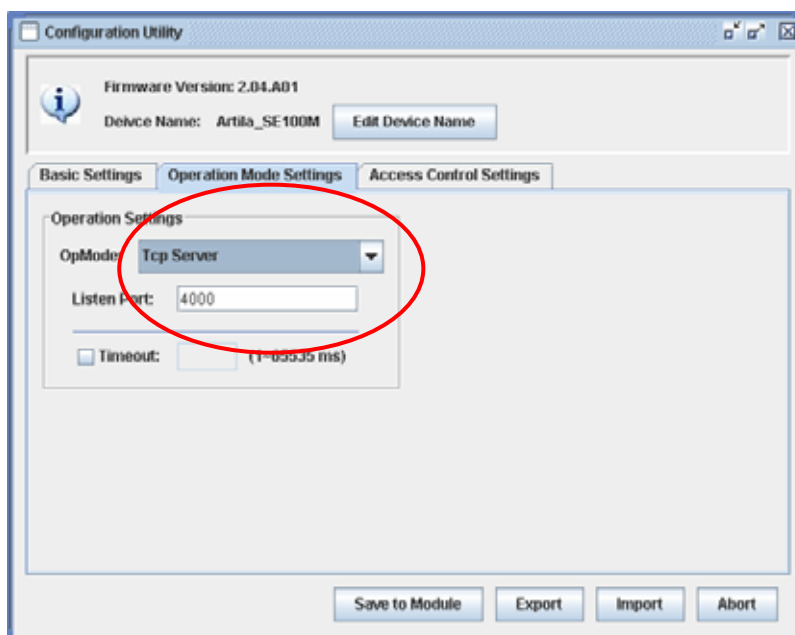 Configuration Utility
Firmware Version: 2.04.A01
Deivce Name: Artila_SE100M Edit Device Name
Basic Settings Operation Mode Settings Access Control Settings
Operation Settings
OpMode: Tcp Server
Listen Port: 4000
Timeout: (1~65535 ms)
Save to Module Export Import Abort